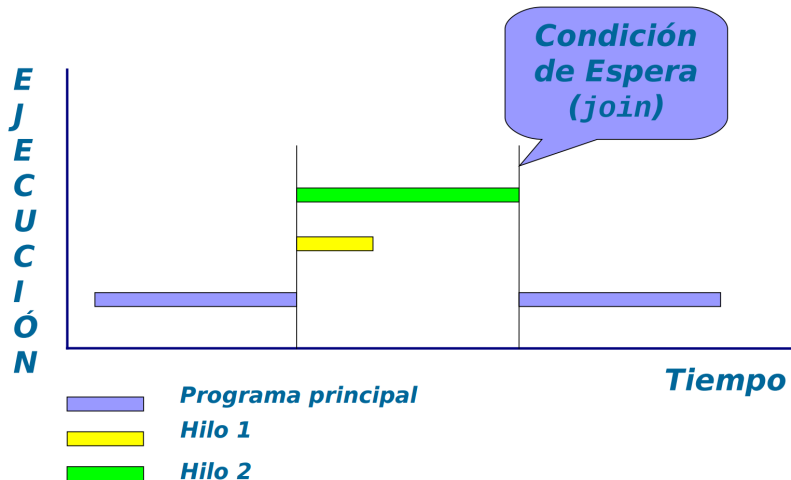 Condición
de Espera
(join)
E
J
E
C
U
C
I
Ó
N
Tiempo
Programa principal
Hilo 1
Hilo 2